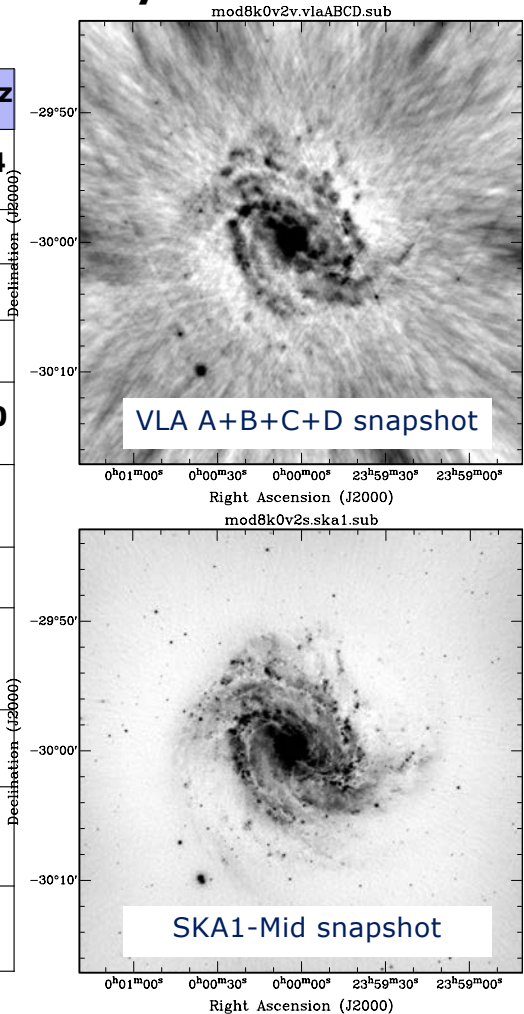 mod8k0v2v.vlaABCD.sub
z
4
0
Declination (J2000)
−29°50′
−30°00′
−30°10′
VLA A+B+C+D snapshot
0ʰ01ᵐ00ˢ 0ʰ00ᵐ30ˢ 0ʰ00ᵐ00ˢ 23ʰ59ᵐ30ˢ 23ʰ59ᵐ00ˢ
Right Ascension (J2000)
mod8k0v2s.ska1.sub
Declination (J2000)
−29°50′
−30°00′
−30°10′
SKA1-Mid snapshot
0ʰ01ᵐ00ˢ 0ʰ00ᵐ30ˢ 0ʰ00ᵐ00ˢ 23ʰ59ᵐ30ˢ 23ʰ59ᵐ00ˢ
Right Ascension (J2000)